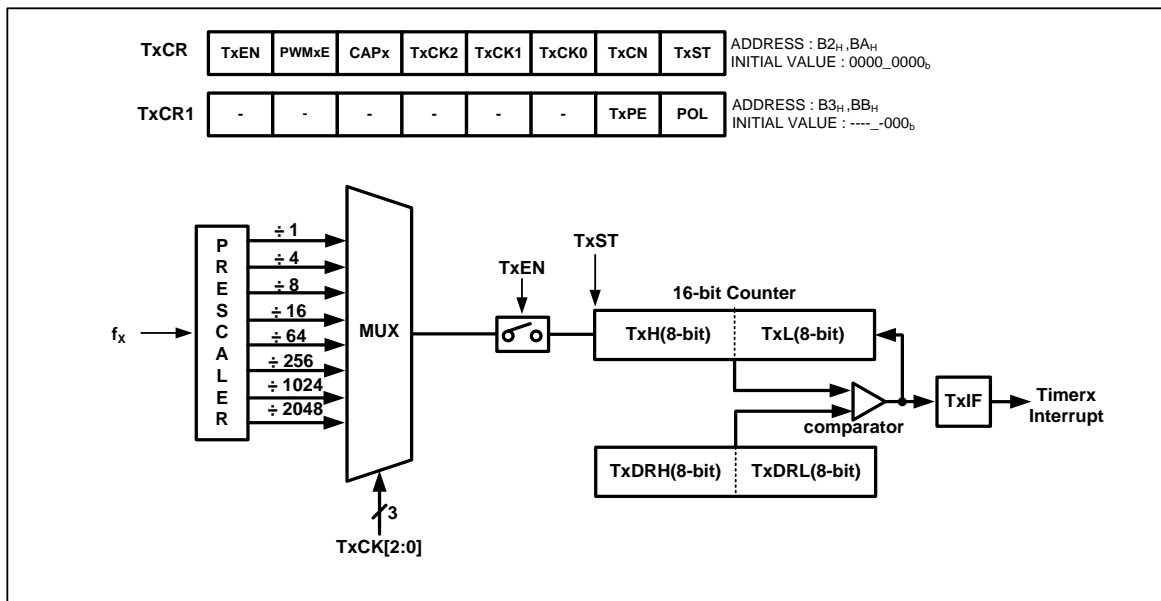 TxCR TxEN PWMxE CAPx TxCK2 TxCK1 TxCK0 TxCN TxST ADDRESS : B2H,BAH
INITIAL VALUE : 0000_0000b
TxCR1 - - - - - - TxPE POL ADDRESS : B3H,BBH
INITIAL VALUE : ----_-000b
fX
PRESCALER
÷ 1
÷ 4
÷ 8
÷ 16
÷ 64
÷ 256
÷ 1024
÷ 2048
MUX
3
TxCK[2:0]
TxEN
TxST
16-bit Counter
TxH(8-bit) TxL(8-bit)
comparator
TxIF
Timerx
Interrupt
TxDRH(8-bit) TxDRL(8-bit)